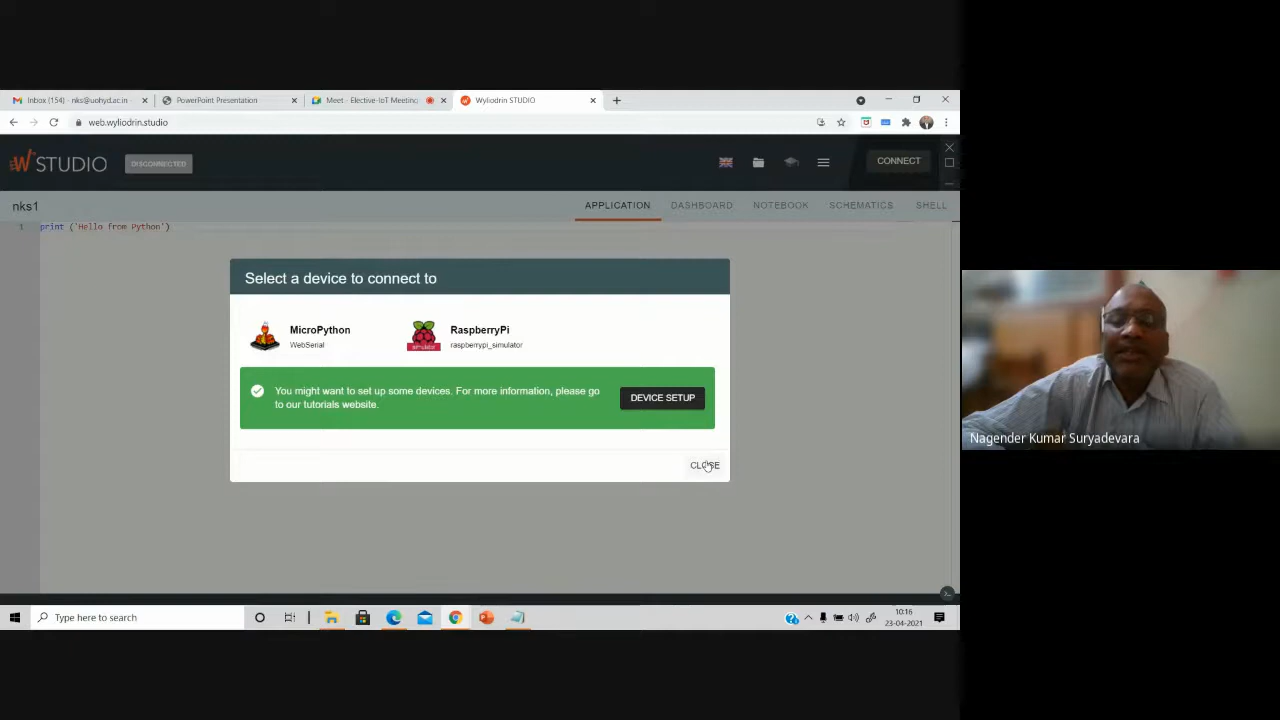 Inbox (154) - nks@uohyd.ac.in -
PowerPoint Presentation
Meet - Elective-IoT Meeting
Wyliodrin STUDIO
web.wyliodrin.studio
STUDIO
DISCONNECTED
CONNECT
nks1
APPLICATION
DASHBOARD
NOTEBOOK
SCHEMATICS
SHELL
1 print ('Hello from Python')
Select a device to connect to
MicroPython
WebSerial
RaspberryPi
raspberrypi_simulator
You might want to set up some devices. For more information, please go
to our tutorials website.
DEVICE SETUP
CLOSE
Nagender Kumar Suryadevara
Type here to search
10:16
23-04-2021